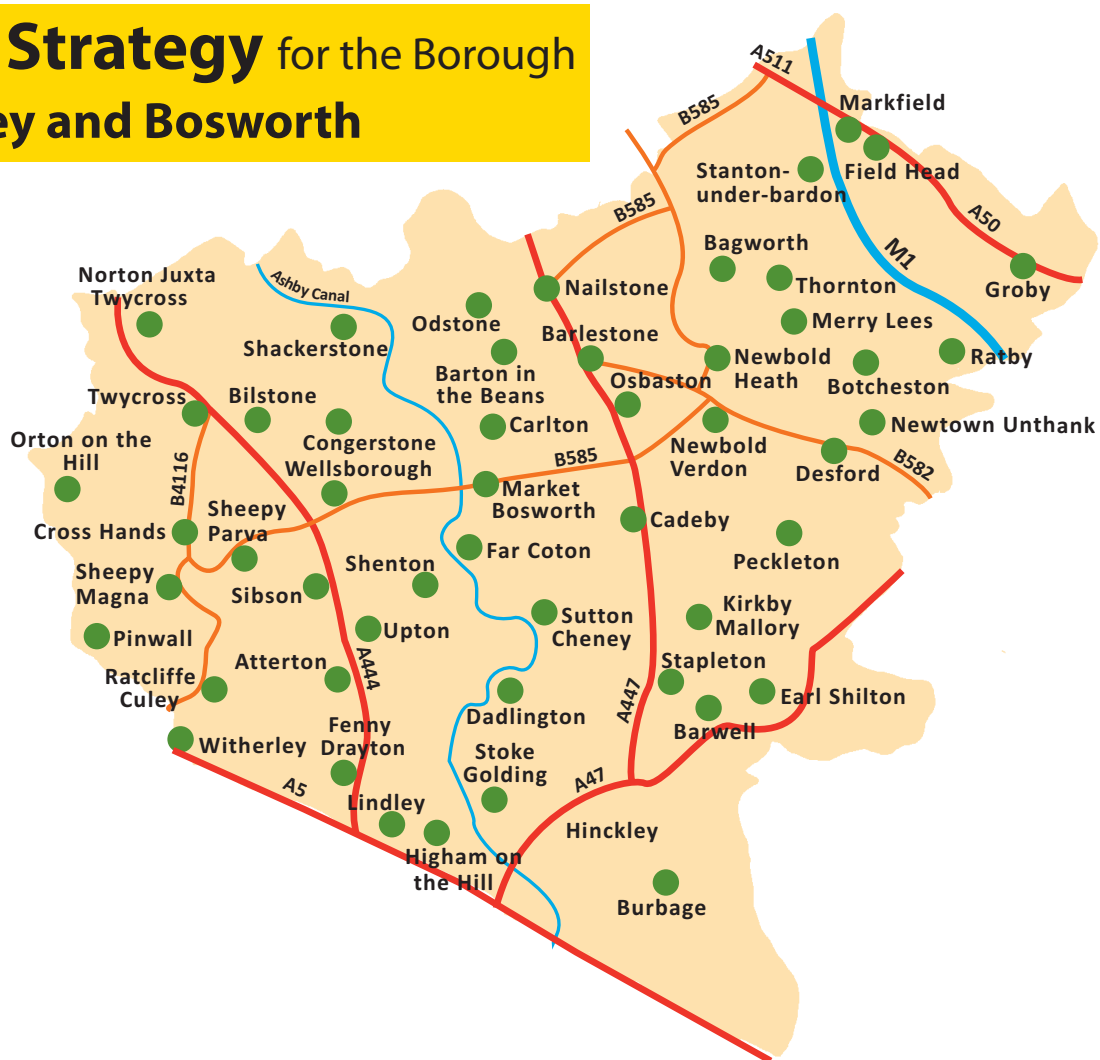 Strategy for the Borough
ey and Bosworth
A511
Markfield
B585
Stanton-
under-bardon
Field Head
B585
A50
Bagworth
M1
Norton Juxta
Twycross
Ashby Canal
Nailstone
Thornton
Groby
Odstone
Barlestone
Merry Lees
Shackerstone
Newbold
Heath
Ratby
Barton in
the Beans
Osbaston
Botcheston
Twycross
Bilstone
Carlton
Newtown Unthank
Orton on the
Hill
Congerstone
Newbold
Verdon
Wellsborough
B585
Desford
B582
B4116
Market
Bosworth
Sheepy
Parva
Cross Hands
Cadeby
Far Coton
Peckleton
Shenton
Sheepy
Magna
Sibson
Kirkby
Mallory
Sutton
Cheney
Pinwall
Upton
Atterton
A444
Stapleton
Ratcliffe
Culey
Earl Shilton
A447
Dadlington
Barwell
Fenny
Drayton
Witherley
Stoke
Golding
A5
A47
Lindley
Hinckley
Higham on
the Hill
Burbage